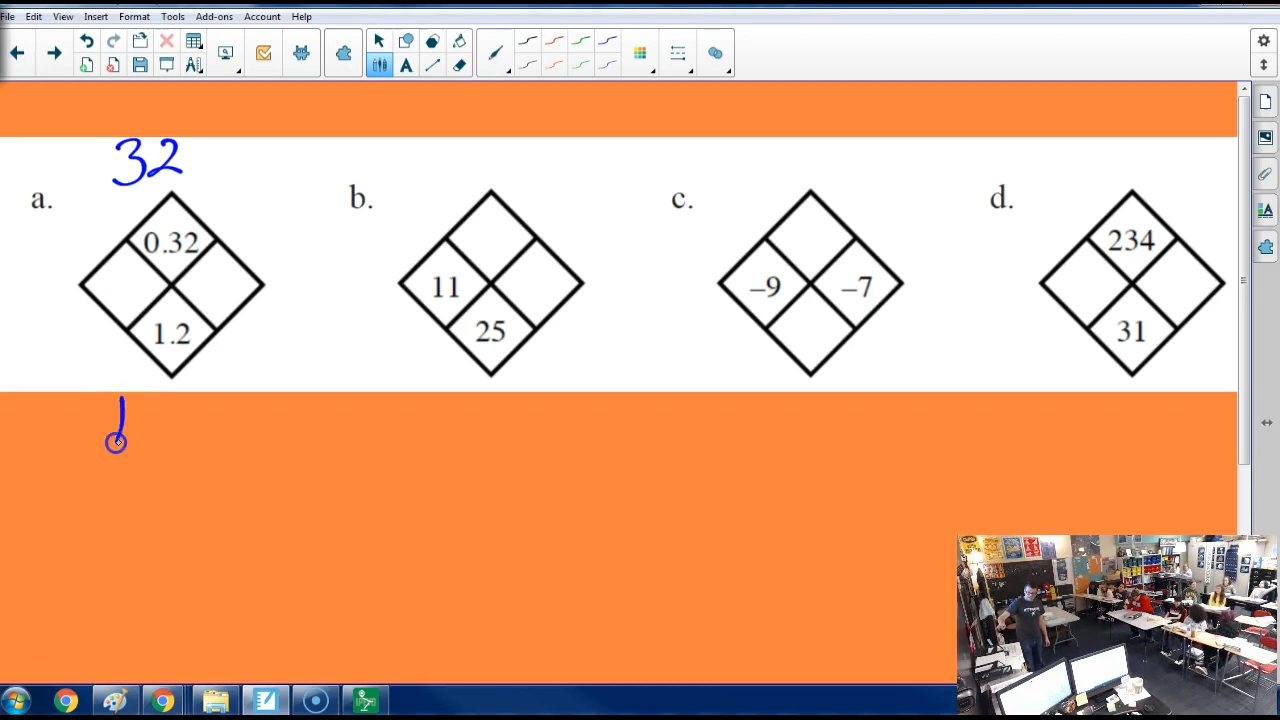 File Edit View Insert Format Tools Add-ons Account Help
32
a. b. c. d.
0.32 234
11 –9 –7
1.2 25 31